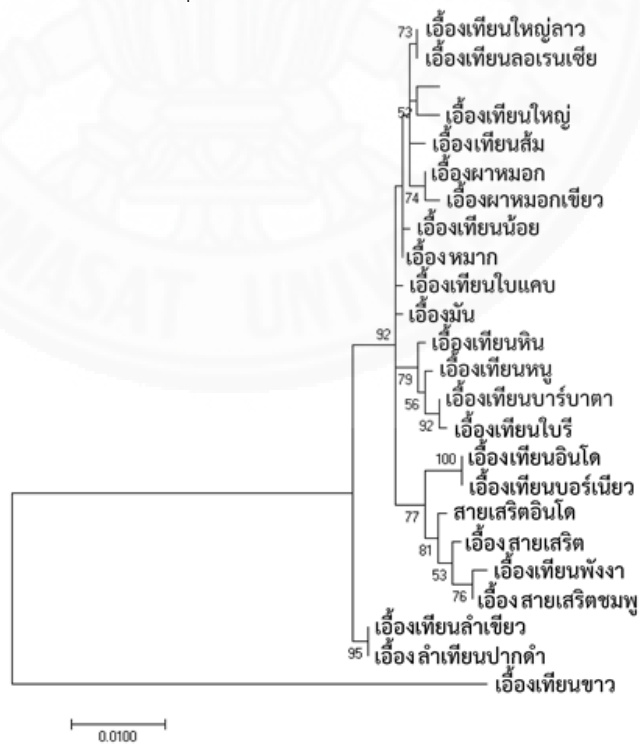 73
เอื้องเทียนใหญ่ลาว
เอื้องเทียนลอเรนเซีย
52
เอื้องเทียนใหญ่
เอื้องเทียนส้ม
เอื้องผาหมอก
74
เอื้องผาหมอกเขียว
เอื้องเทียนน้อย
เอื้อง หมาก
เอื้องเทียนใบแคบ
เอื้องมัน
92
เอื้องเทียนหิน
เอื้องเทียนหนู
79
เอื้องเทียนบาร์บาตา
56
เอื้องเทียนใบรี
92
เอื้องเทียนอินโด
100
เอื้องเทียนบอร์เนียว
สายเสริตอินโด
77
เอื้อง สายเสริต
81
เอื้องเทียนพังงา
53
เอื้อง สายเสริตชมพู
76
เอื้องเทียนลำเขียว
เอื้อง ลำเทียนปากดำ
95
เอื้องเทียนขาว
0.0100
MASAT UNIV